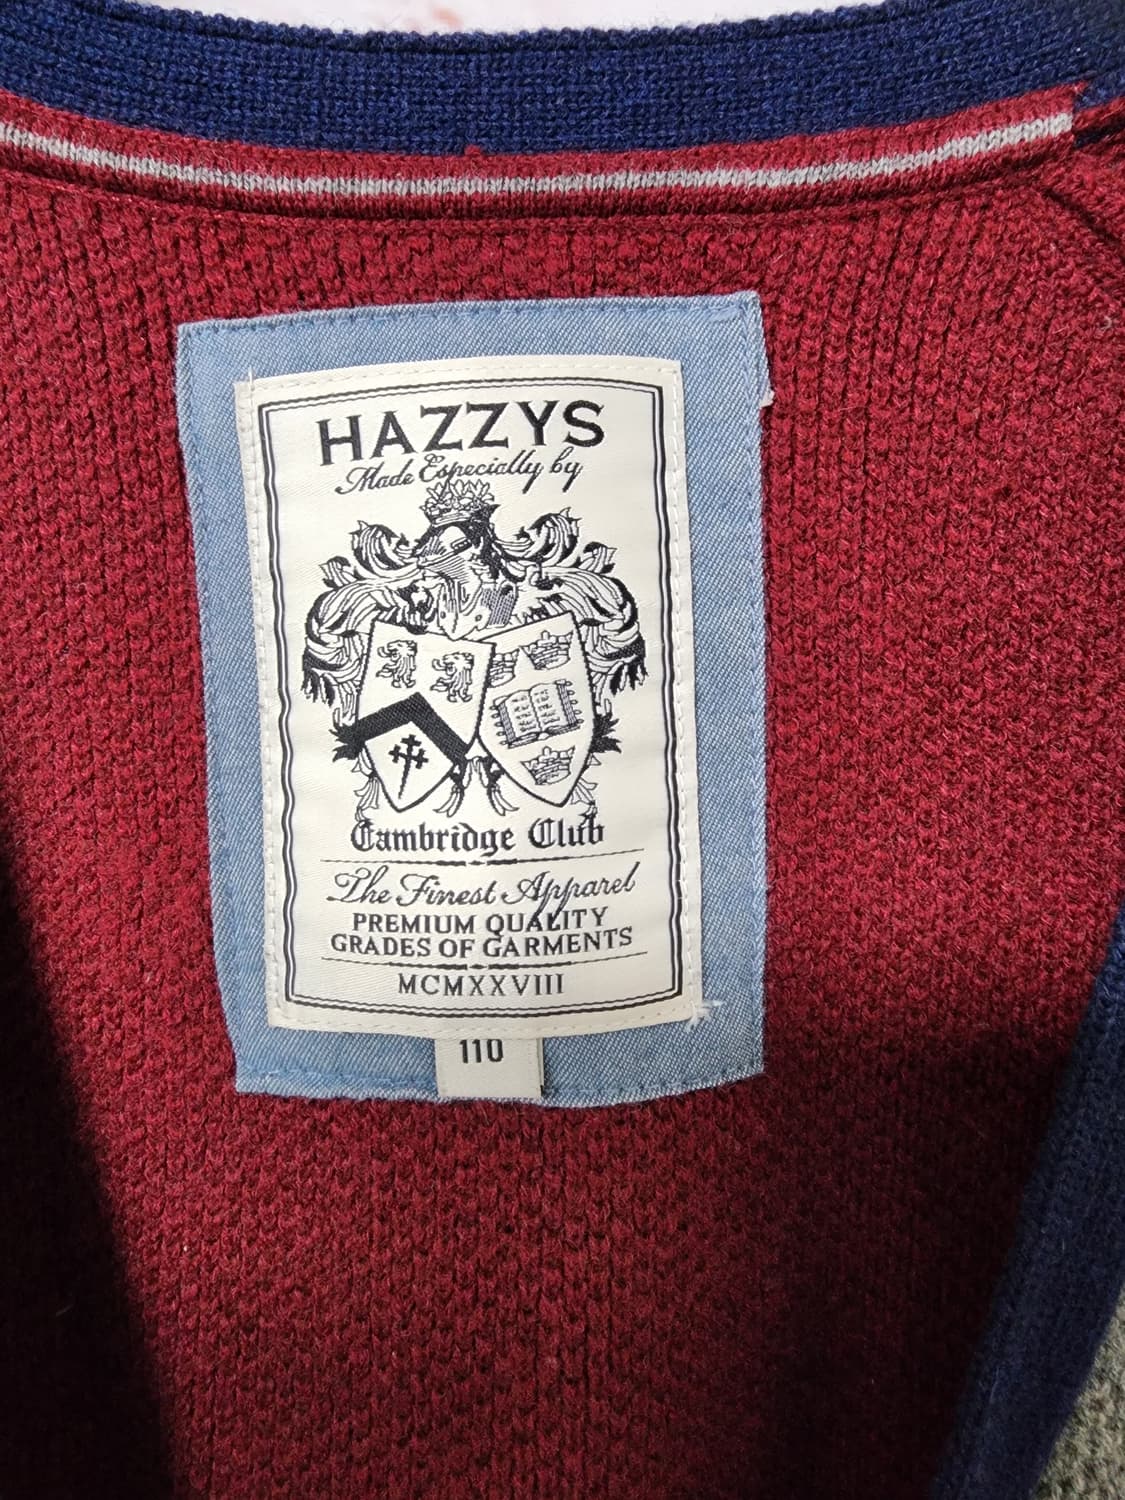 HAZZYS
Made Especially by
Cambridge Club
The Finest Apparel
PREMIUM QUALITY
GRADES OF GARMENTS
MCMXXVIII
110